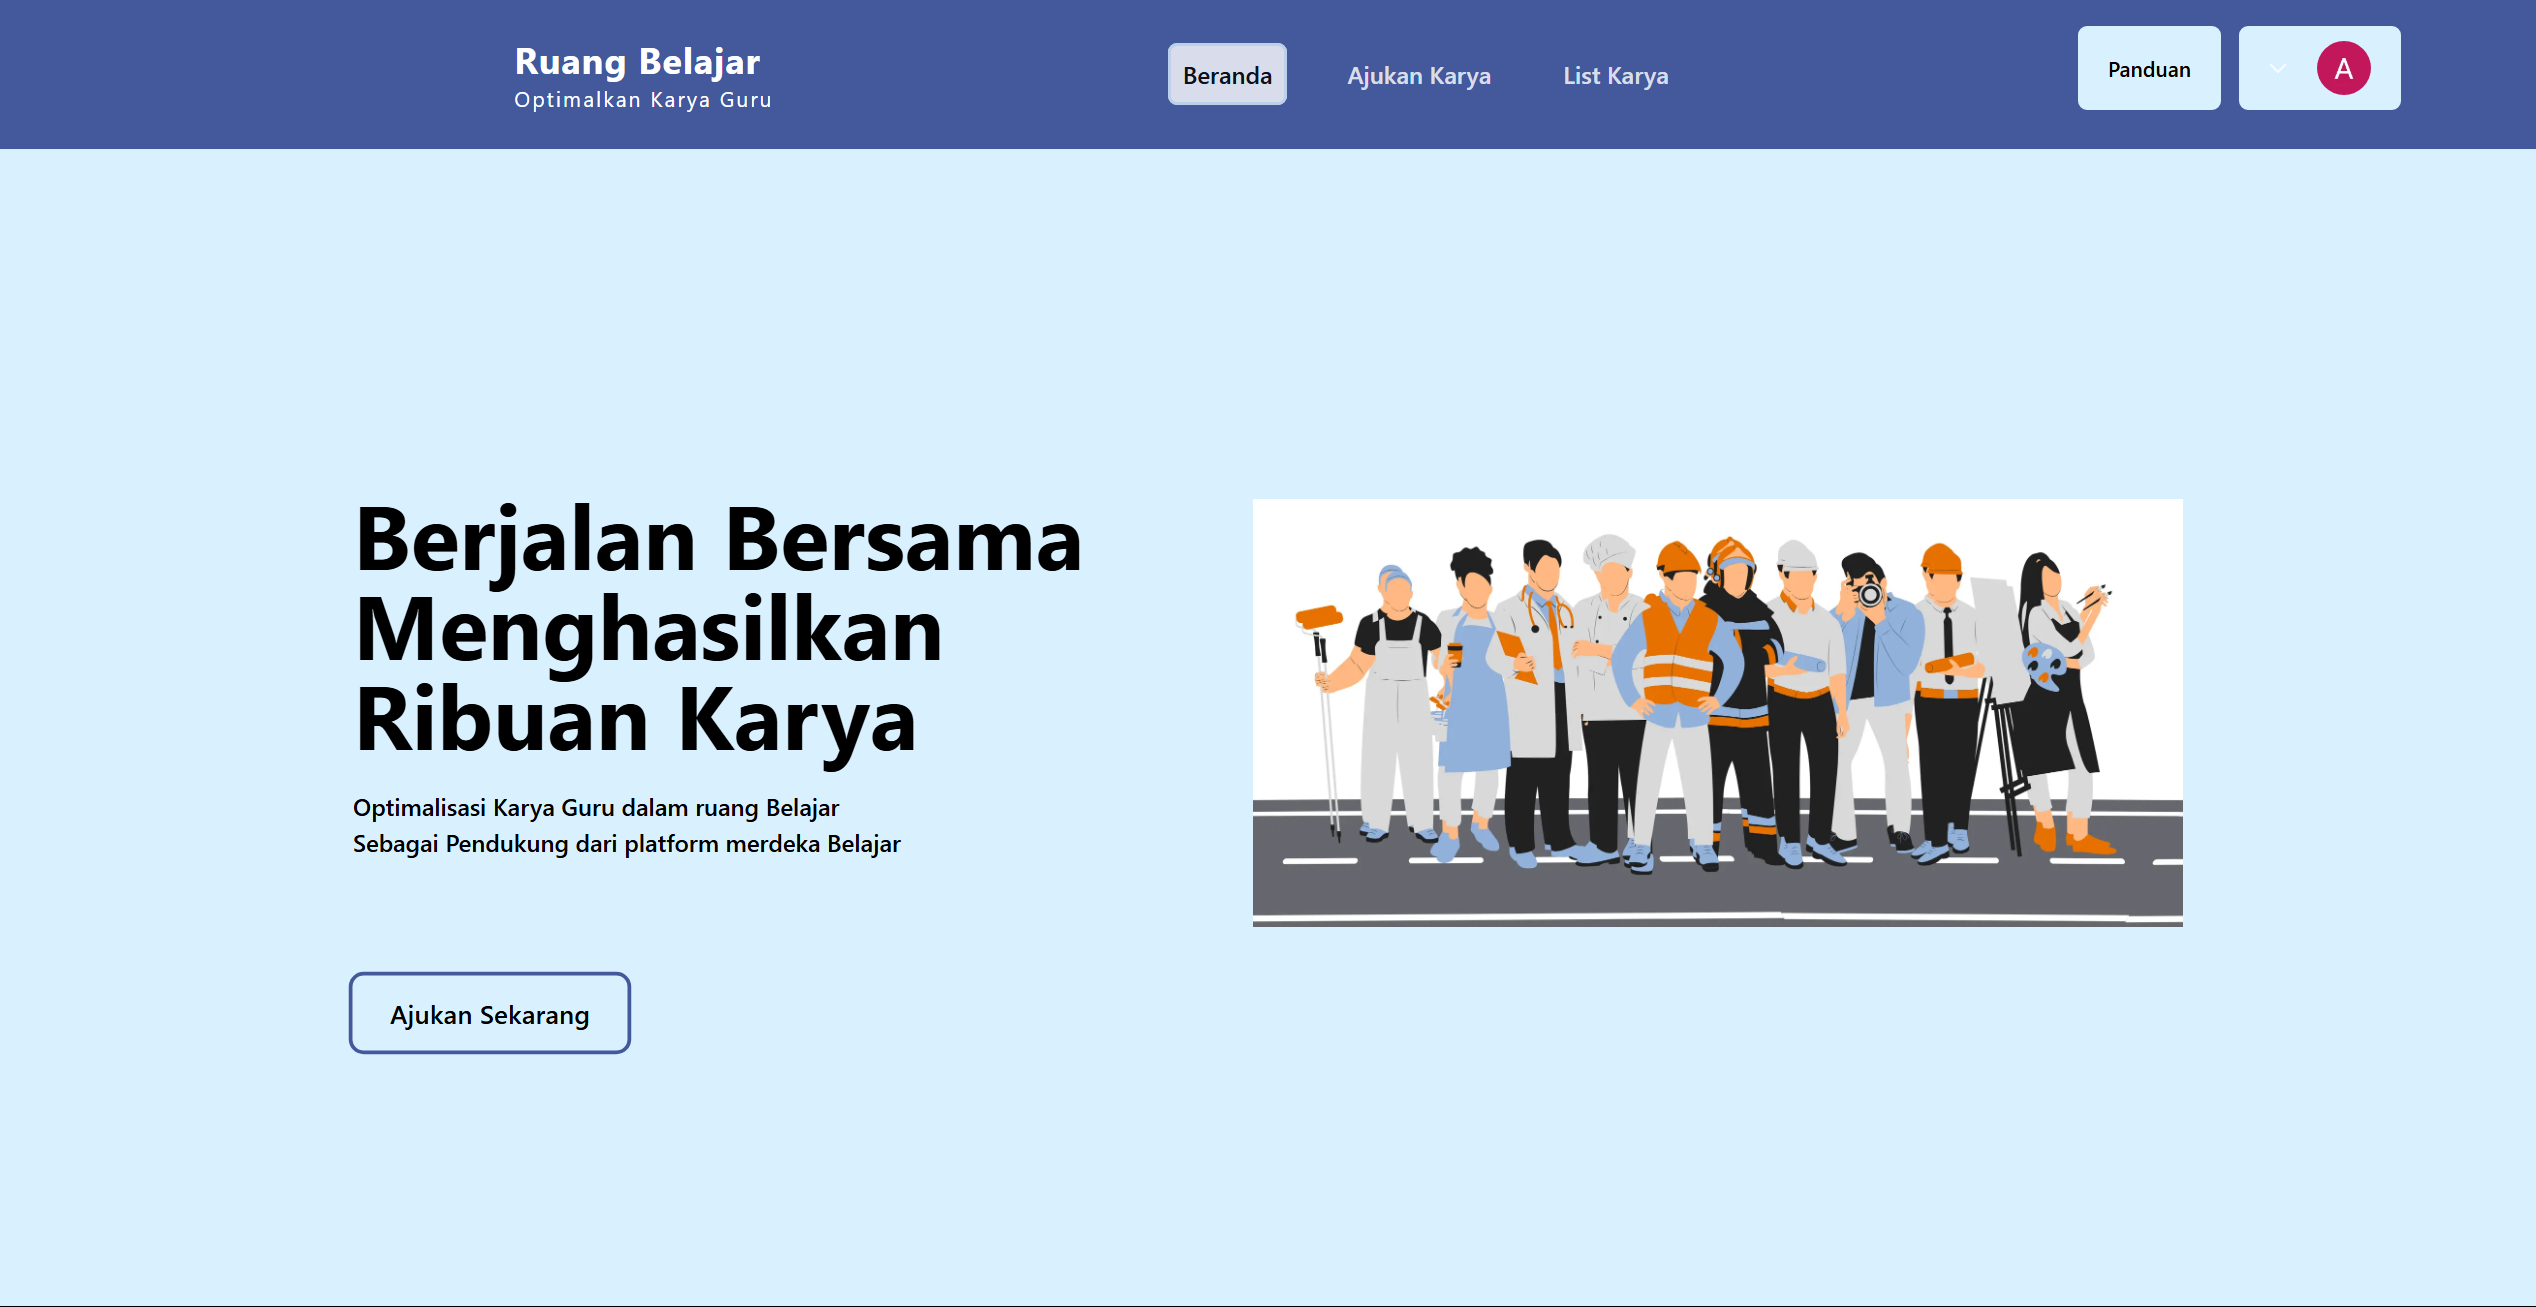 Ruang Belajar
Optimalkan Karya Guru
Beranda
Ajukan Karya
List Karya
Panduan
A
Berjalan Bersama
Menghasilkan
Ribuan Karya
Optimalisasi Karya Guru dalam ruang Belajar
Sebagai Pendukung dari platform merdeka Belajar
Ajukan Sekarang